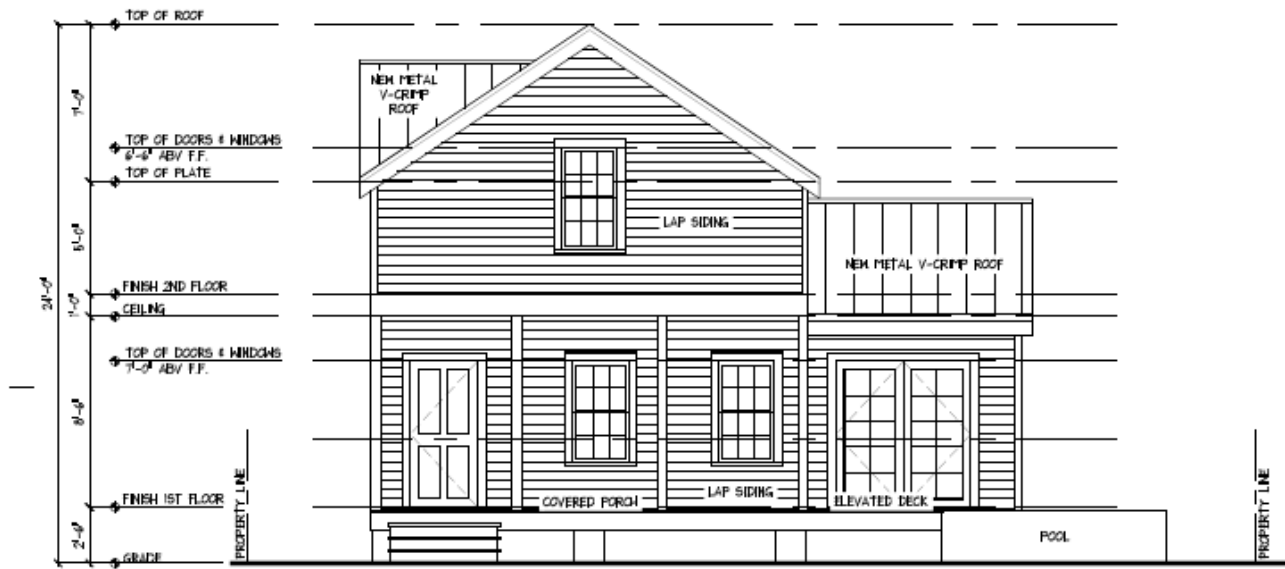 TOP OF ROOF
NEW METAL
V-CRIMP
ROOF
7'-0"
TOP OF DOORS & WINDOWS
6'-6" ABV F.F.
TOP OF PLATE
LAP SIDING
5'-0"
NEW METAL V-CRIMP ROOF
FINISH 2ND FLOOR
24'-0"
1'-0"
CEILING
TOP OF DOORS & WINDOWS
7'-0" ABV F.F.
8'-6"
PROPERTY LINE
LAP SIDING
FINISH 1ST FLOOR
COVERED PORCH
ELEVATED DECK
PROPERTY LINE
2'-6"
POOL
GRADE